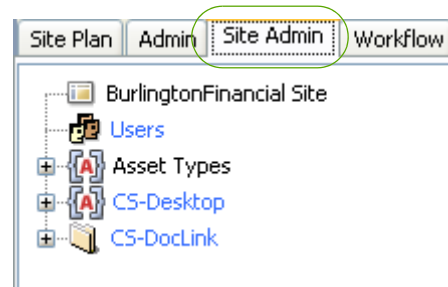 Site Plan Admin Site Admin Workflow
BurlingtonFinancial Site
Users
Asset Types
CS-Desktop
CS-DocLink